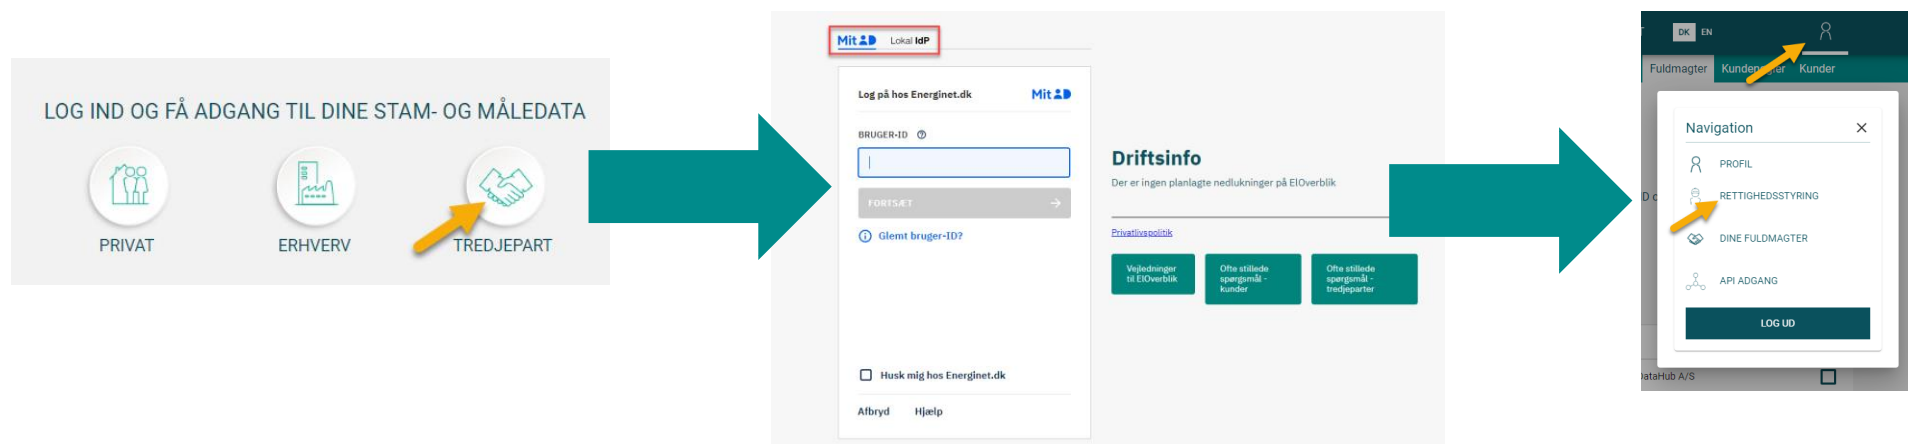 LOG IND OG FÅ ADGANG TIL DINE STAM- OG MÅLEDATA
PRIVAT
ERHVERV
TREDJEPART
Mit ID
Lokal IdP
Log på hos Energinet.dk
Mit ID
BRUGER-ID
FORTSÆT
Glemt bruger-ID?
Husk mig hos Energinet.dk
Afbryd Hjælp
Driftsinfo
Der er ingen planlagte nedlukninger på ElOverblik
Privatlivspolitik
Vejledninger
til ElOverblik
Ofte stillede
spørgsmål -
kunder
Ofte stillede
spørgsmål -
tredjeparter
DK EN
Fuldmagter Kunder
Navigation
PROFIL
RETTIGHEDSSTYRING
DINE FULDMAGTER
API ADGANG
LOG UD
DataHub A/S